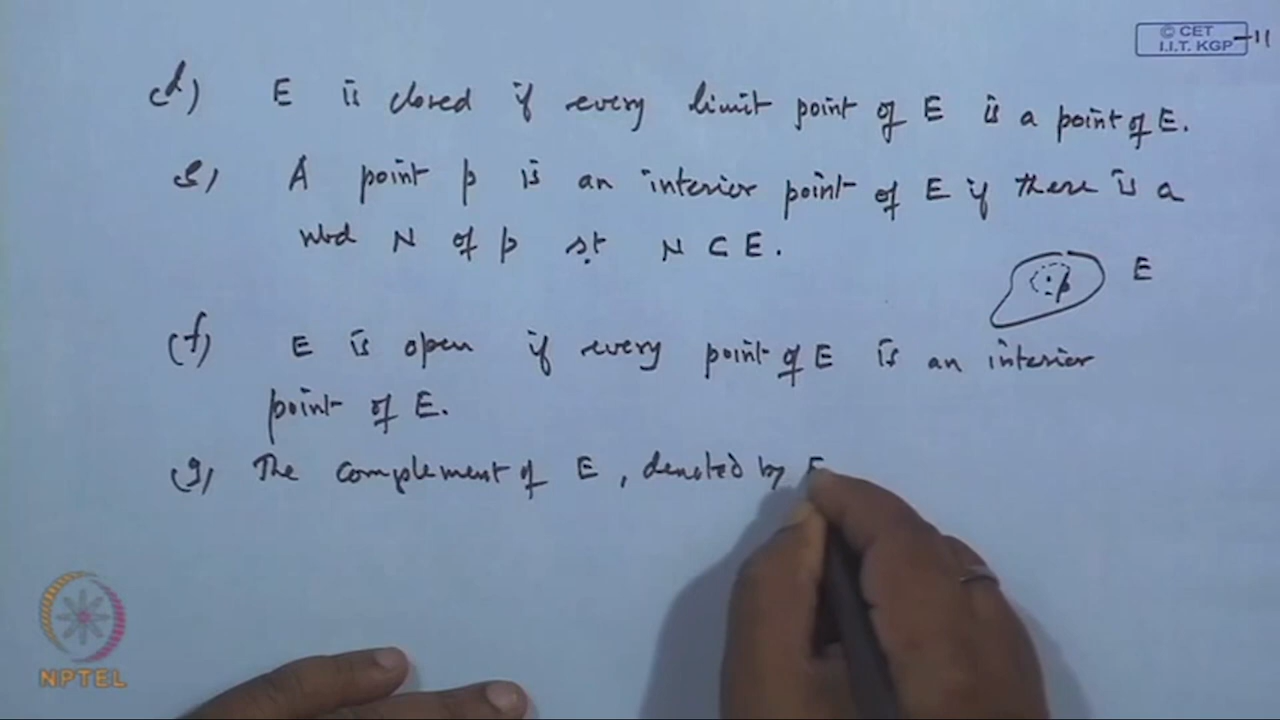 © CET
I.I.T. KGP
-11
(d) E is closed if every limit point of E is a point of E.
e) A point p is an interior point of E if there is a
nbd N of p st N ⊂ E.
p E
(f) E is open if every point of E is an interior
point of E.
(g) The complement of E, denoted by E
NPTEL